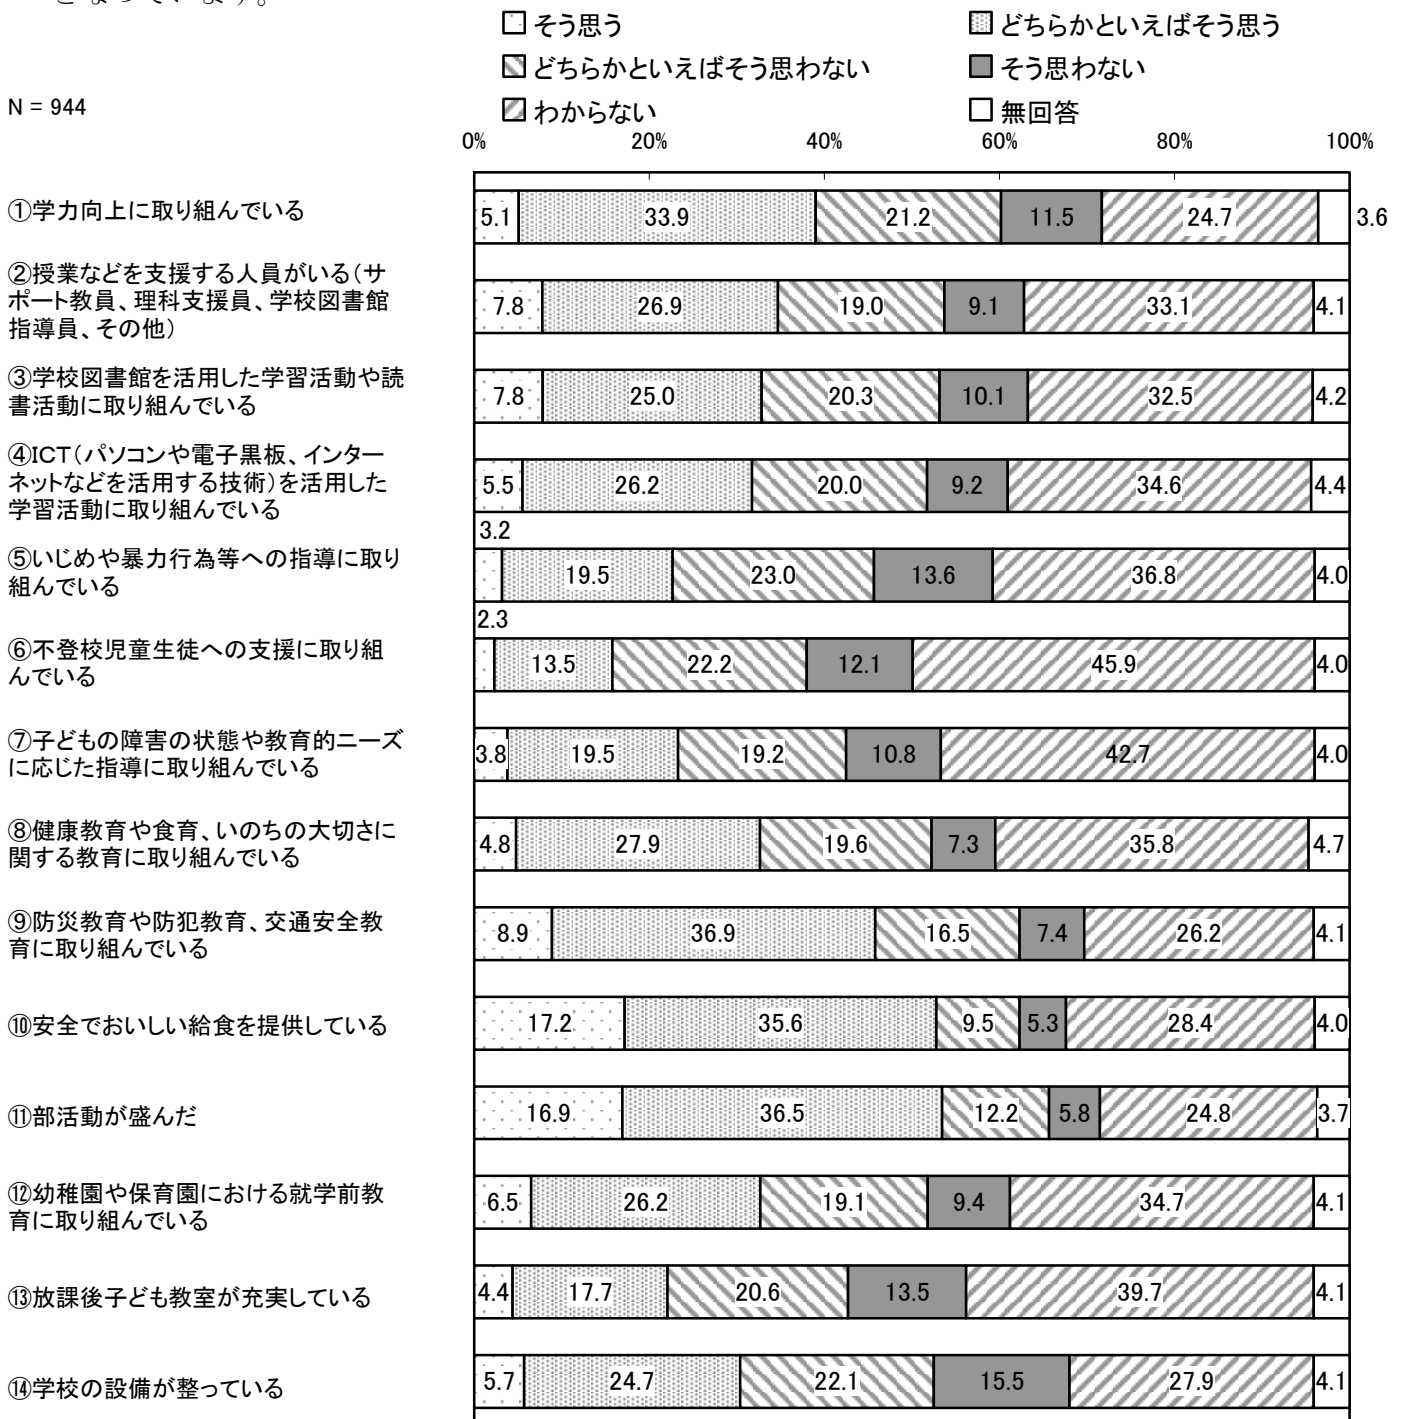 となっています。
そう思う
どちらかといえばそう思う
どちらかといえばそう思わない
そう思わない
わからない
無回答
N = 944
0%
20%
40%
60%
80%
100%
①学力向上に取り組んでいる
5.1
33.9
21.2
11.5
24.7
3.6
②授業などを支援する人員がいる(サ
ポート教員、理科支援員、学校図書館
指導員、その他)
7.8
26.9
19.0
9.1
33.1
4.1
③学校図書館を活用した学習活動や読
書活動に取り組んでいる
7.8
25.0
20.3
10.1
32.5
4.2
④ICT(パソコンや電子黒板、インター
ネットなどを活用する技術)を活用した
学習活動に取り組んでいる
5.5
26.2
20.0
9.2
34.6
4.4
⑤いじめや暴力行為等への指導に取り
組んでいる
3.2
19.5
23.0
13.6
36.8
4.0
⑥不登校児童生徒への支援に取り組
んでいる
2.3
13.5
22.2
12.1
45.9
4.0
⑦子どもの障害の状態や教育的ニーズ
に応じた指導に取り組んでいる
3.8
19.5
19.2
10.8
42.7
4.0
⑧健康教育や食育、いのちの大切さに
関する教育に取り組んでいる
4.8
27.9
19.6
7.3
35.8
4.7
⑨防災教育や防犯教育、交通安全教
育に取り組んでいる
8.9
36.9
16.5
7.4
26.2
4.1
⑩安全でおいしい給食を提供している
17.2
35.6
9.5
5.3
28.4
4.0
⑪部活動が盛んだ
16.9
36.5
12.2
5.8
24.8
3.7
⑫幼稚園や保育園における就学前教
育に取り組んでいる
6.5
26.2
19.1
9.4
34.7
4.1
⑬放課後子ども教室が充実している
4.4
17.7
20.6
13.5
39.7
4.1
⑭学校の設備が整っている
5.7
24.7
22.1
15.5
27.9
4.1